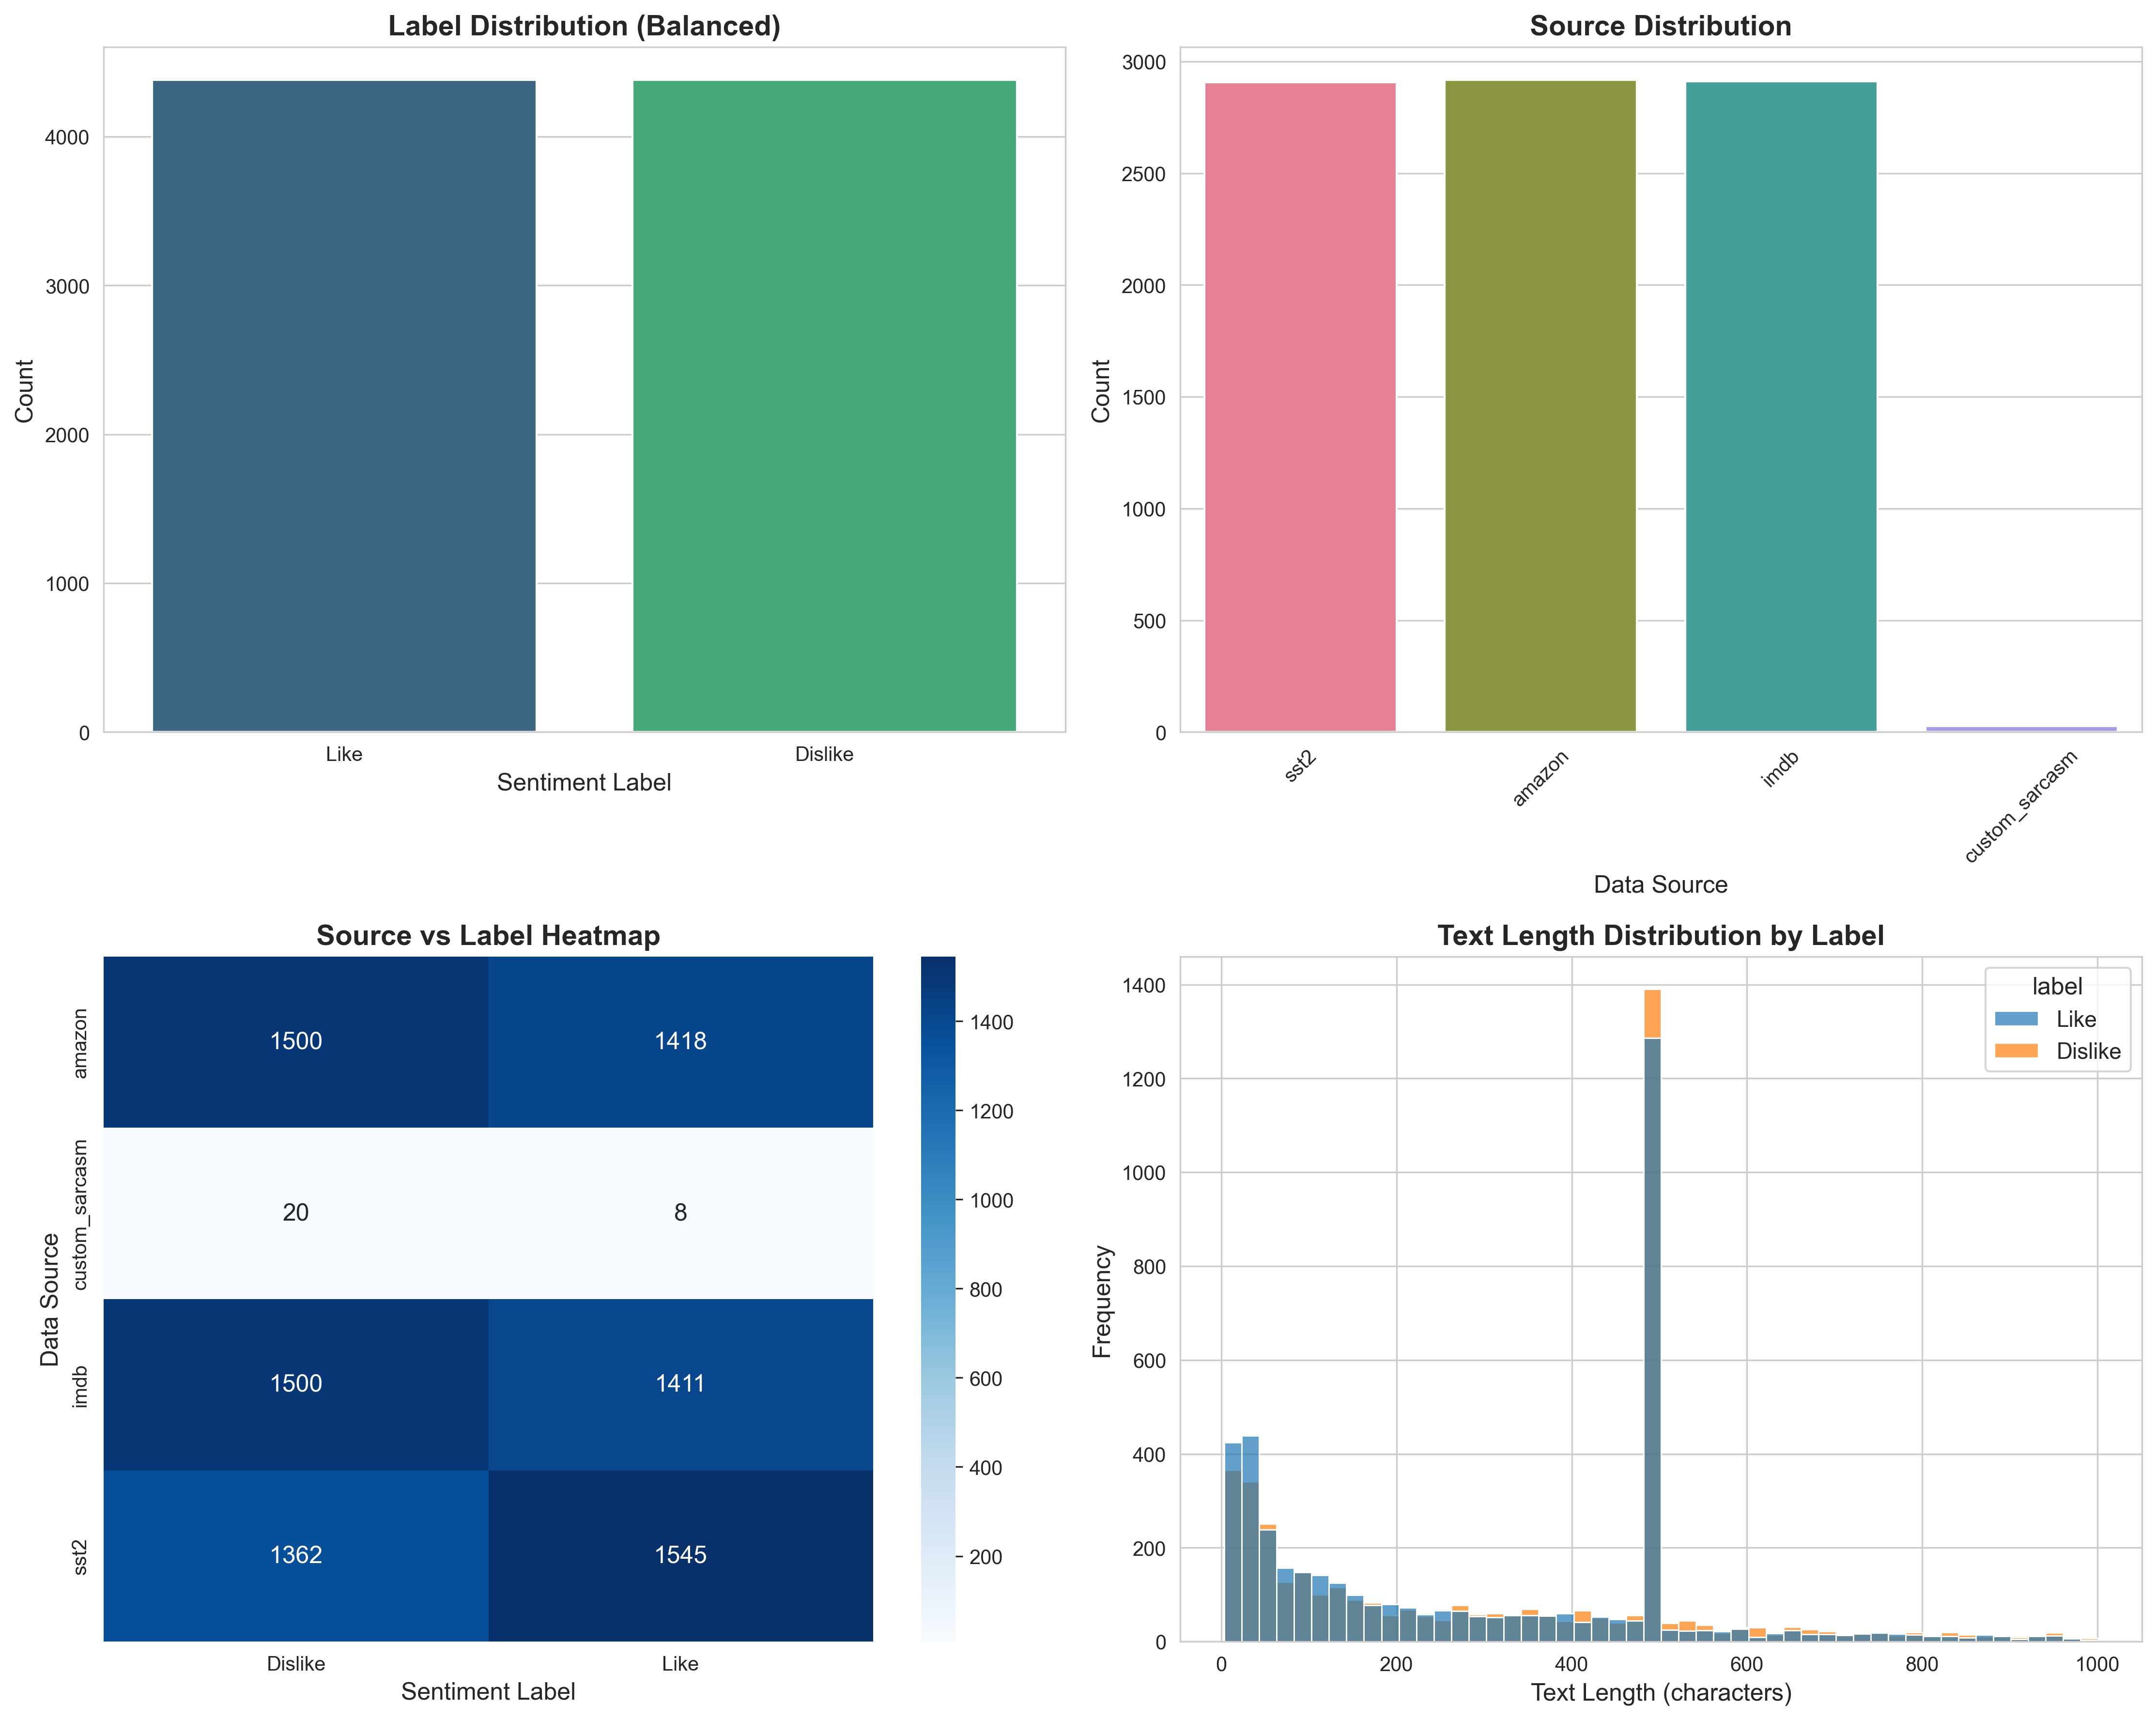 Label Distribution (Balanced)
Count
4000
3000
2000
1000
0
Like
Dislike
Sentiment Label
Source Distribution
Count
3000
2500
2000
1500
1000
500
0
sst2
amazon
imdb
custom_sarcasm
Data Source
Source vs Label Heatmap
Data Source
amazon
custom_sarcasm
imdb
sst2
1500
1418
20
8
1500
1411
1362
1545
Dislike
Like
Sentiment Label
1400
1200
1000
800
600
400
200
Text Length Distribution by Label
Frequency
1400
1200
1000
800
600
400
200
0
0
200
400
600
800
1000
Text Length (characters)
label
Like
Dislike